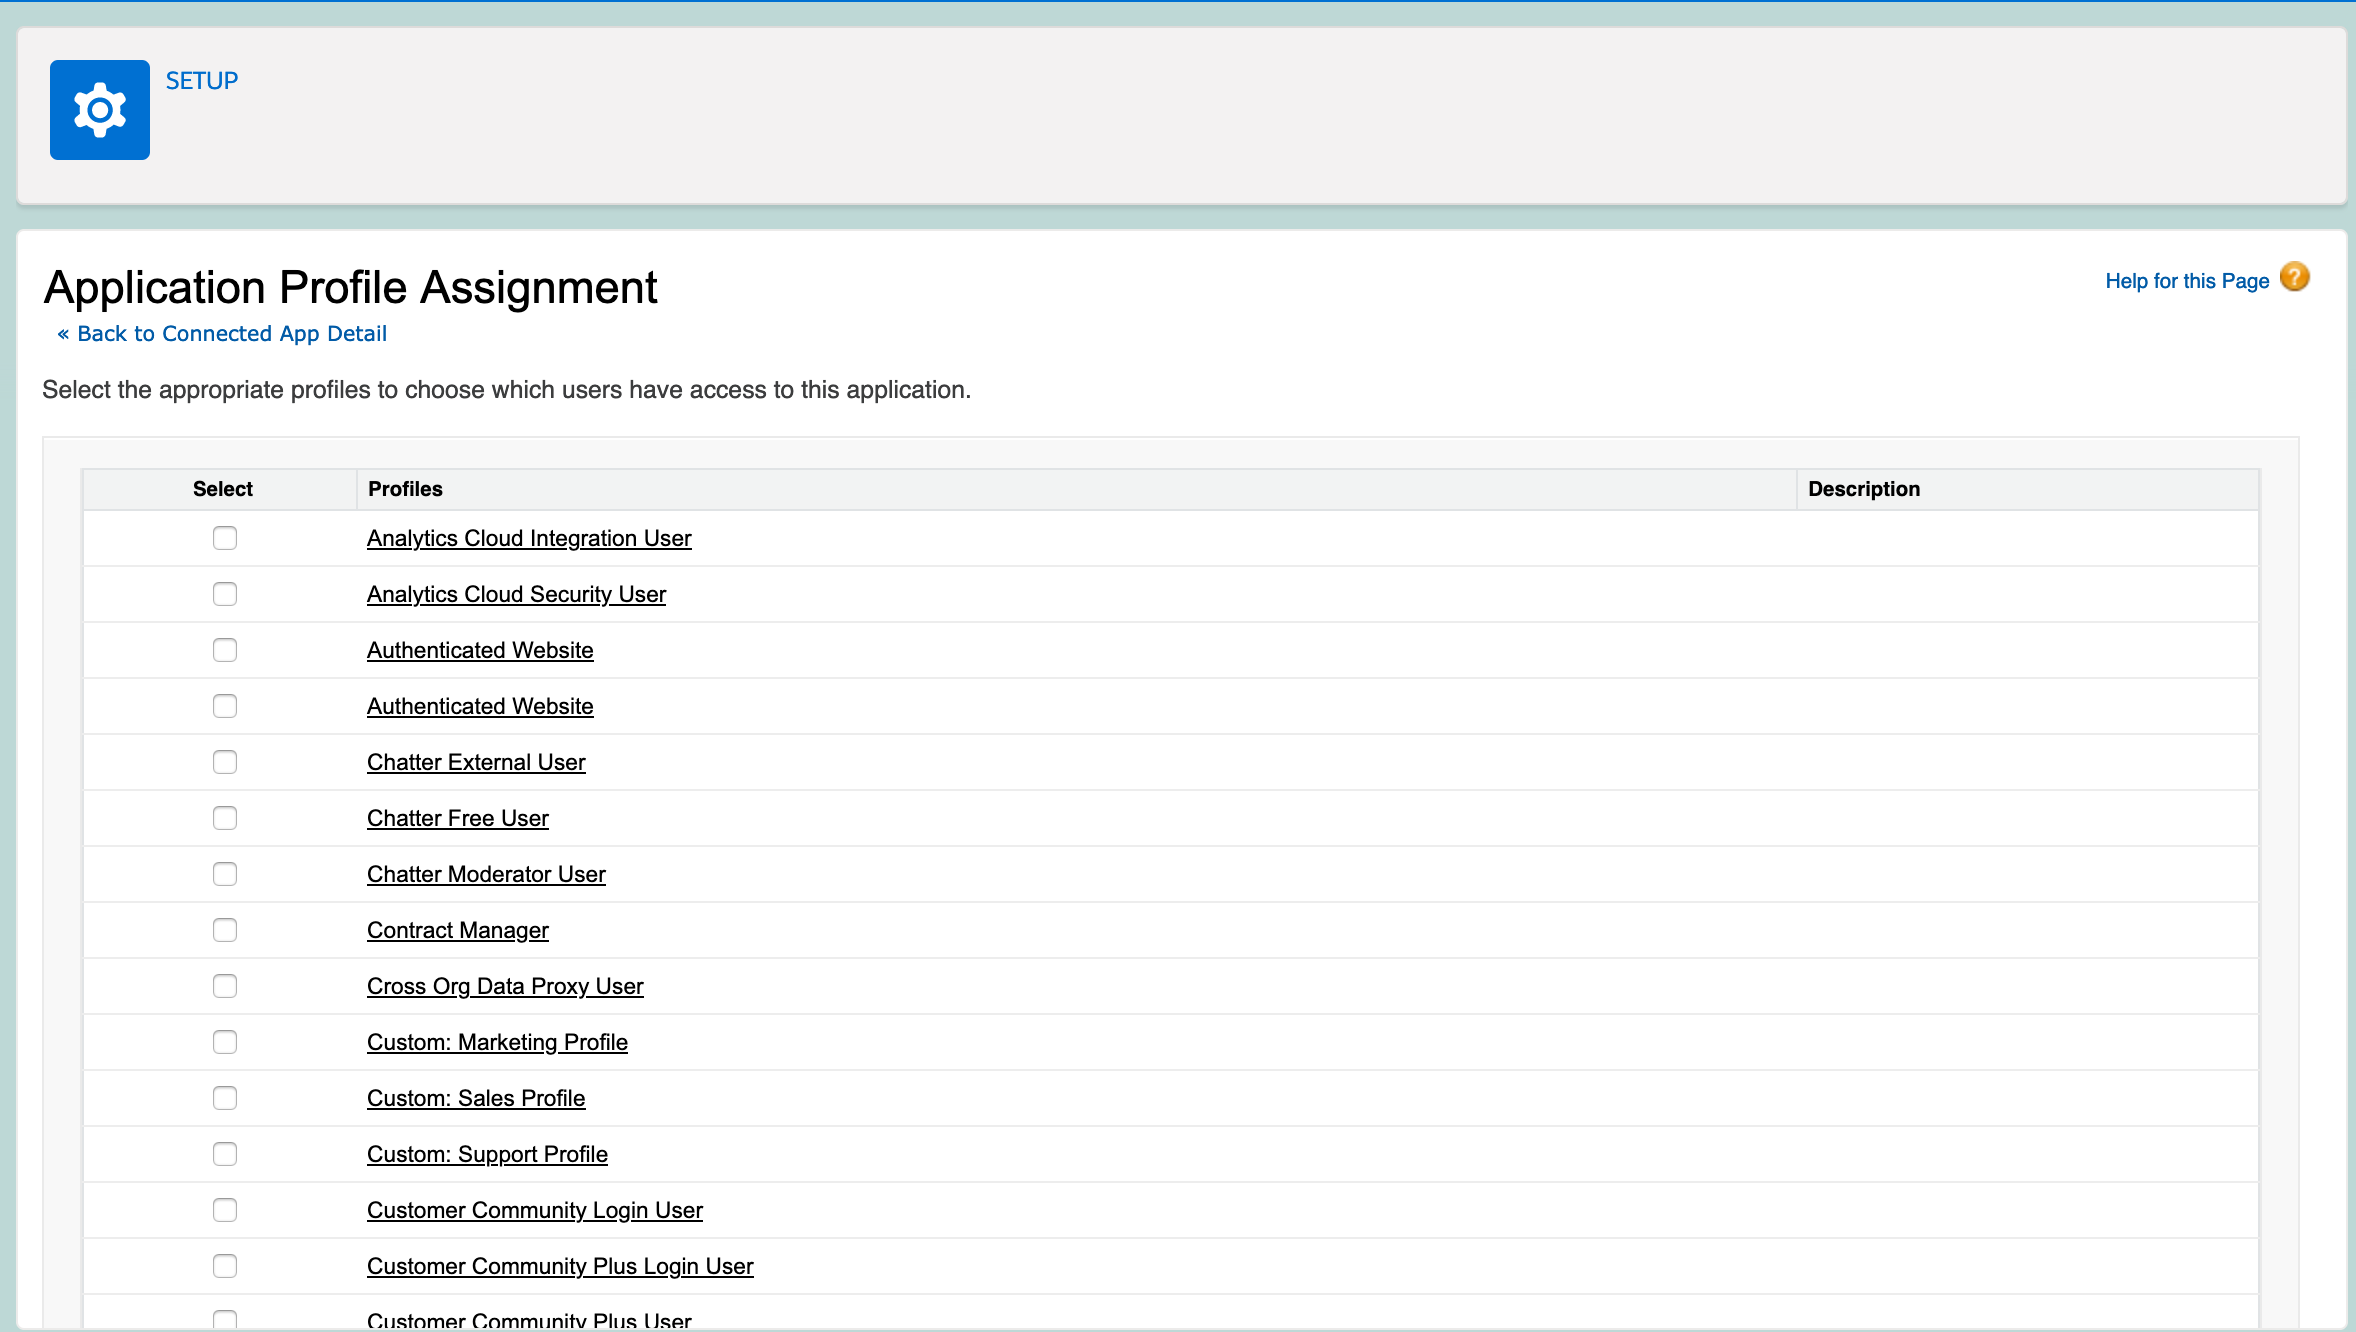 SETUP
Application Profile Assignment
Help for this Page ?
« Back to Connected App Detail
Select the appropriate profiles to choose which users have access to this application.
Select Profiles Description
Analytics Cloud Integration User
Analytics Cloud Security User
Authenticated Website
Authenticated Website
Chatter External User
Chatter Free User
Chatter Moderator User
Contract Manager
Cross Org Data Proxy User
Custom: Marketing Profile
Custom: Sales Profile
Custom: Support Profile
Customer Community Login User
Customer Community Plus Login User
Customer Community Plus User